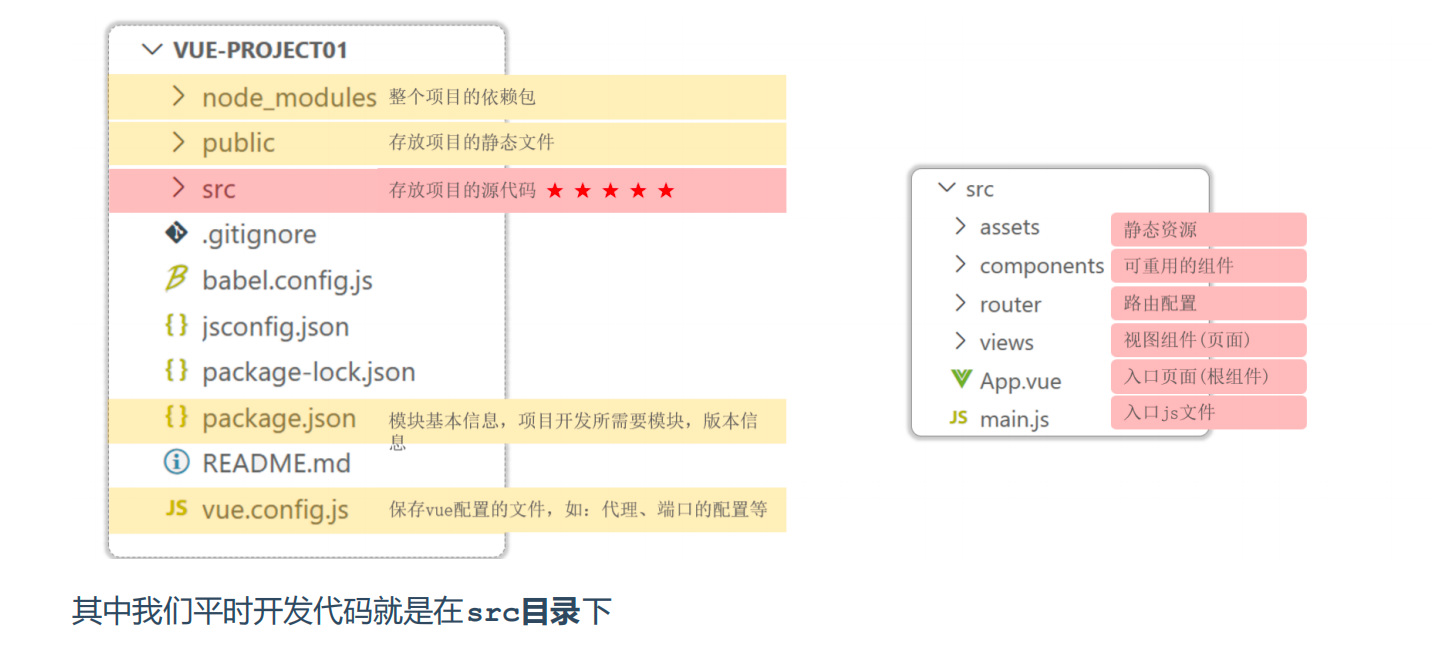 VUE-PROJECT01
node_modules 整个项目的依赖包
public 存放项目的静态文件
src 存放项目的源代码 ★ ★ ★ ★ ★
.gitignore
babel.config.js
jsconfig.json
package-lock.json
package.json 模块基本信息，项目开发所需要模块，版本信
息
README.md
JS vue.config.js 保存vue配置的文件，如：代理、端口的配置等
src
assets 静态资源
components 可重用的组件
router 路由配置
views 视图组件(页面)
App.vue 入口页面(根组件)
JS main.js 入口js文件
其中我们平时开发代码就是在src目录下